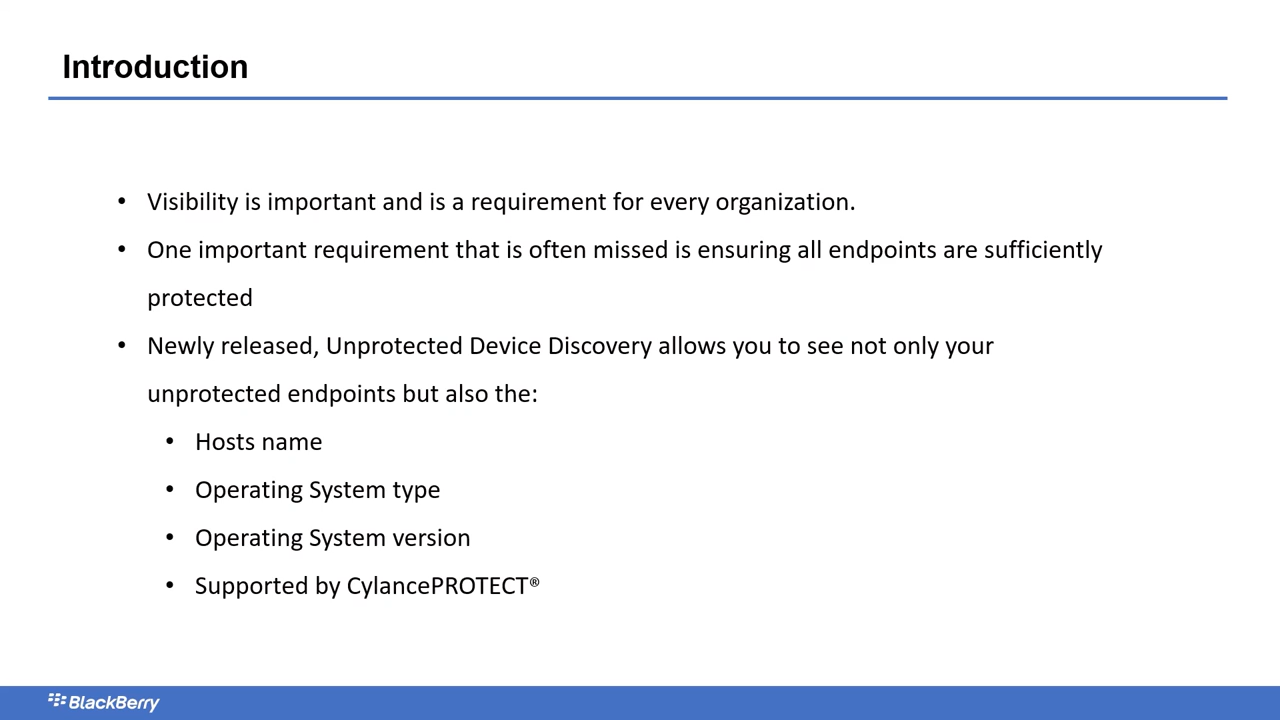 Introduction
• Visibility is important and is a requirement for every organization.
• One important requirement that is often missed is ensuring all endpoints are sufficiently
protected
• Newly released, Unprotected Device Discovery allows you to see not only your
unprotected endpoints but also the:
• Hosts name
• Operating System type
• Operating System version
• Supported by CylancePROTECT®
BlackBerry